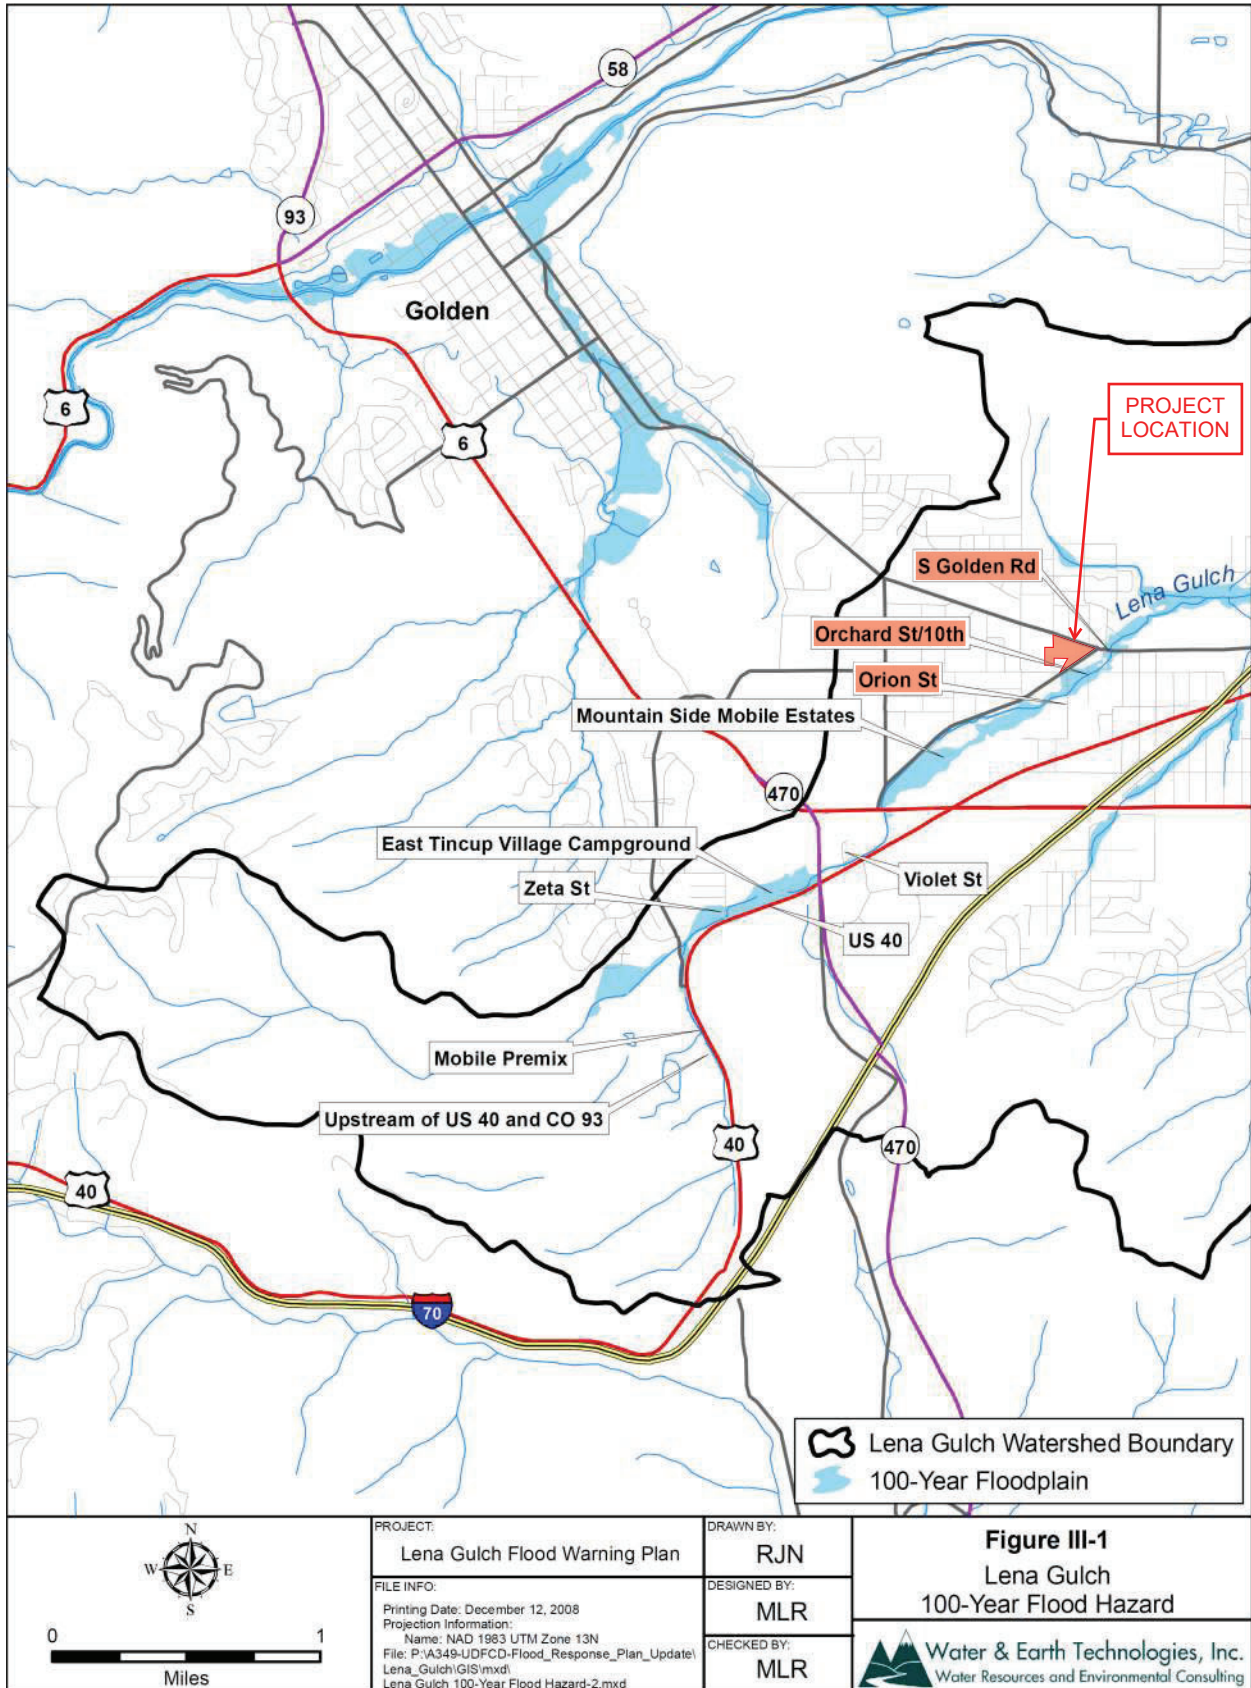 58
93
Golden
6
6
PROJECT
LOCATION
S Golden Rd
Lena Gulch
Orchard St/10th
Orion St
Mountain Side Mobile Estates
470
East Tincup Village Campground
Zeta St
Violet St
US 40
Mobile Premix
Upstream of US 40 and CO 93
40
470
40
70
Lena Gulch Watershed Boundary
100-Year Floodplain
N
W E
S
0 1
Miles
PROJECT:
Lena Gulch Flood Warning Plan
FILE INFO:
Printing Date: December 12, 2008
Projection Information:
Name: NAD 1983 UTM Zone 13N
File: P:\A349-UDFCD-Flood_Response_Plan_Update\
Lena_Gulch\GIS\mxd\
Lena Gulch 100-Year Flood Hazard-2.mxd
DRAWN BY:
RJN
DESIGNED BY:
MLR
CHECKED BY:
MLR
Figure III-1
Lena Gulch
100-Year Flood Hazard
Water & Earth Technologies, Inc.
Water Resources and Environmental Consulting